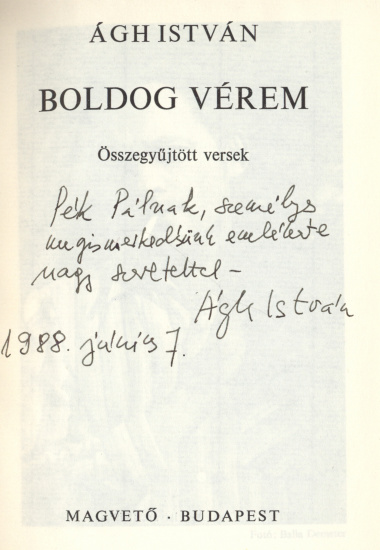 ÁGH ISTVÁN
BOLDOG VÉREM
Összegyűjtött versek
Pék Pálnak, személyes
megismerkedésünk emlékére
nagy szeretettel –
Ágh István
1988. június 7.
MAGVETŐ · BUDAPEST